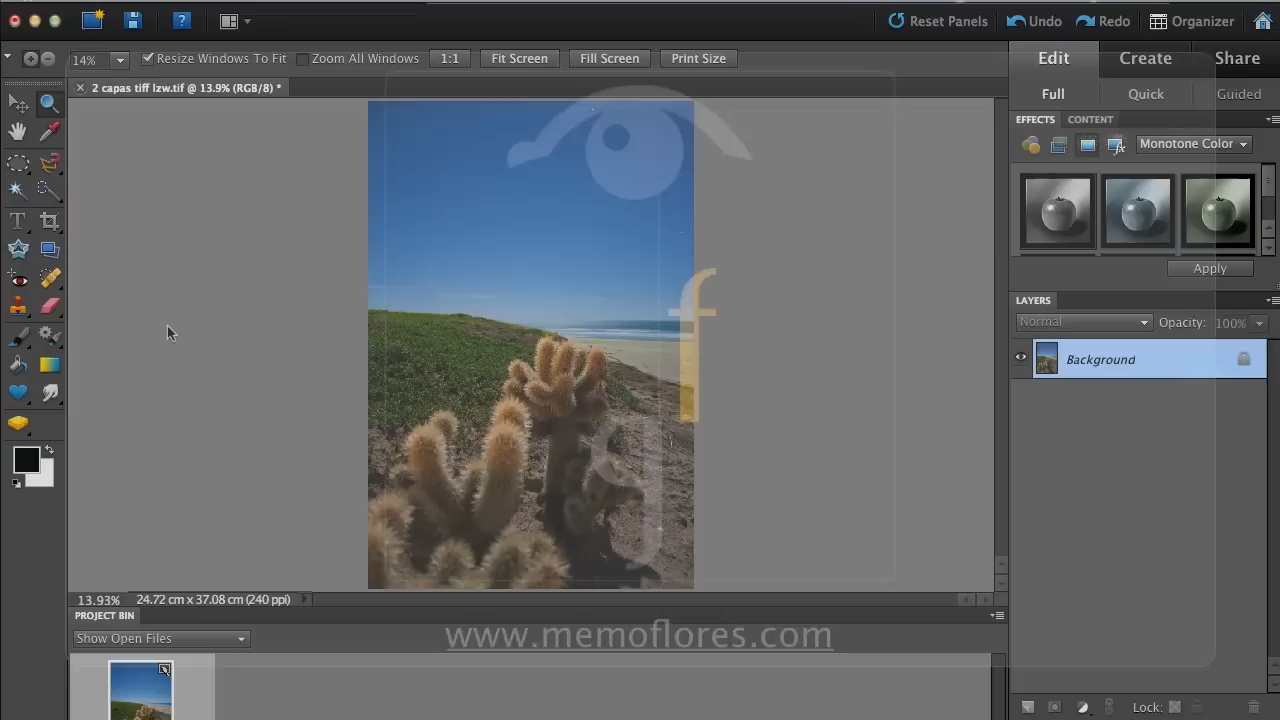 Reset Panels Undo Redo Organizer
14% Resize Windows To Fit Zoom All Windows 1:1 Fit Screen Fill Screen Print Size
Edit Create Share
2 capas tiff lzw.tif @ 13.9% (RGB/8) *
Full Quick Guided
EFFECTS CONTENT
Monotone Color
Apply
LAYERS
Normal Opacity: 100%
Background
f
13.93% 24.72 cm x 37.08 cm (240 ppi)
PROJECT BIN
Show Open Files
www.memoflores.com
Lock: